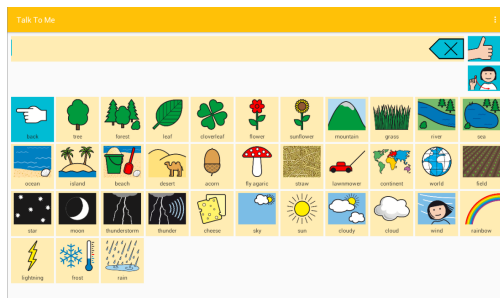 Talk To Me
back tree forest leaf cloverleaf flower sunflower mountain grass river sea
ocean island beach desert acorn fly agaric straw lawnmower continent world field
star moon thunderstorm thunder cheese sky sun cloudy cloud wind rainbow
lightning frost rain